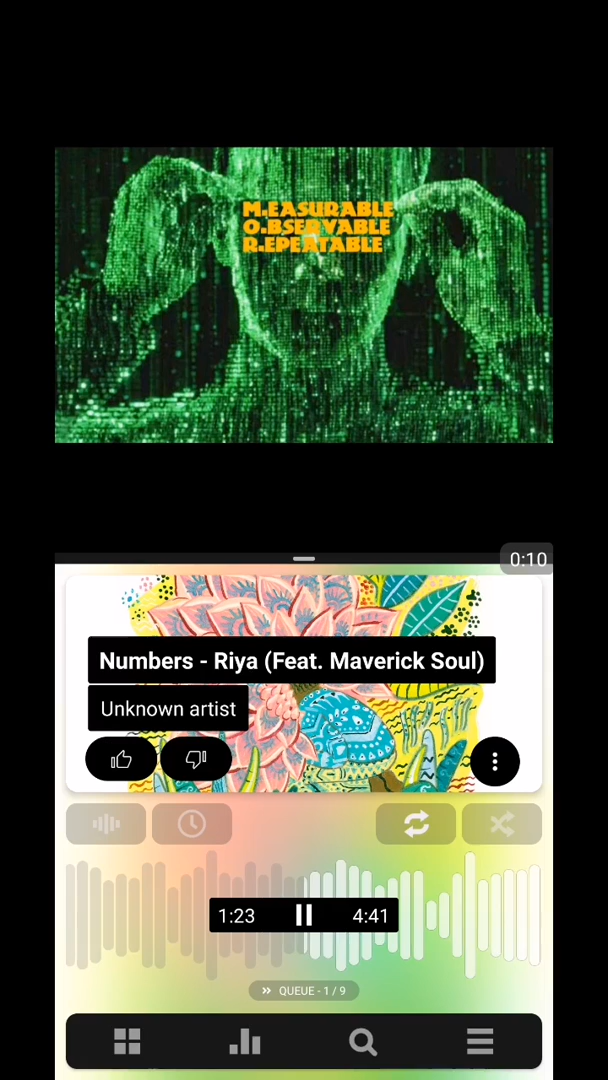 M.EASURABLE
O.BSERVABLE
R.EPEATABLE
0:10
Numbers - Riya (Feat. Maverick Soul)
Unknown artist
1:23 4:41
QUEUE - 1 / 9